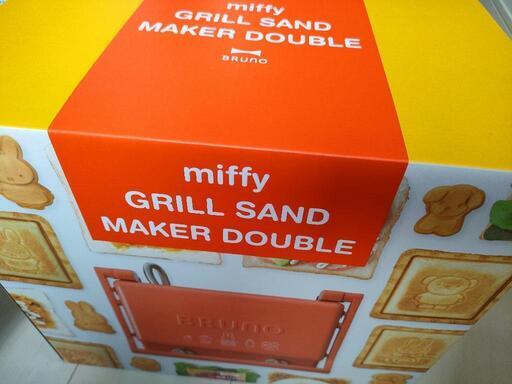 miffy
GRILL SAND
MAKER DOUBLE
BRUNO
miffy
GRILL SAND
MAKER DOUBLE
BRUNO